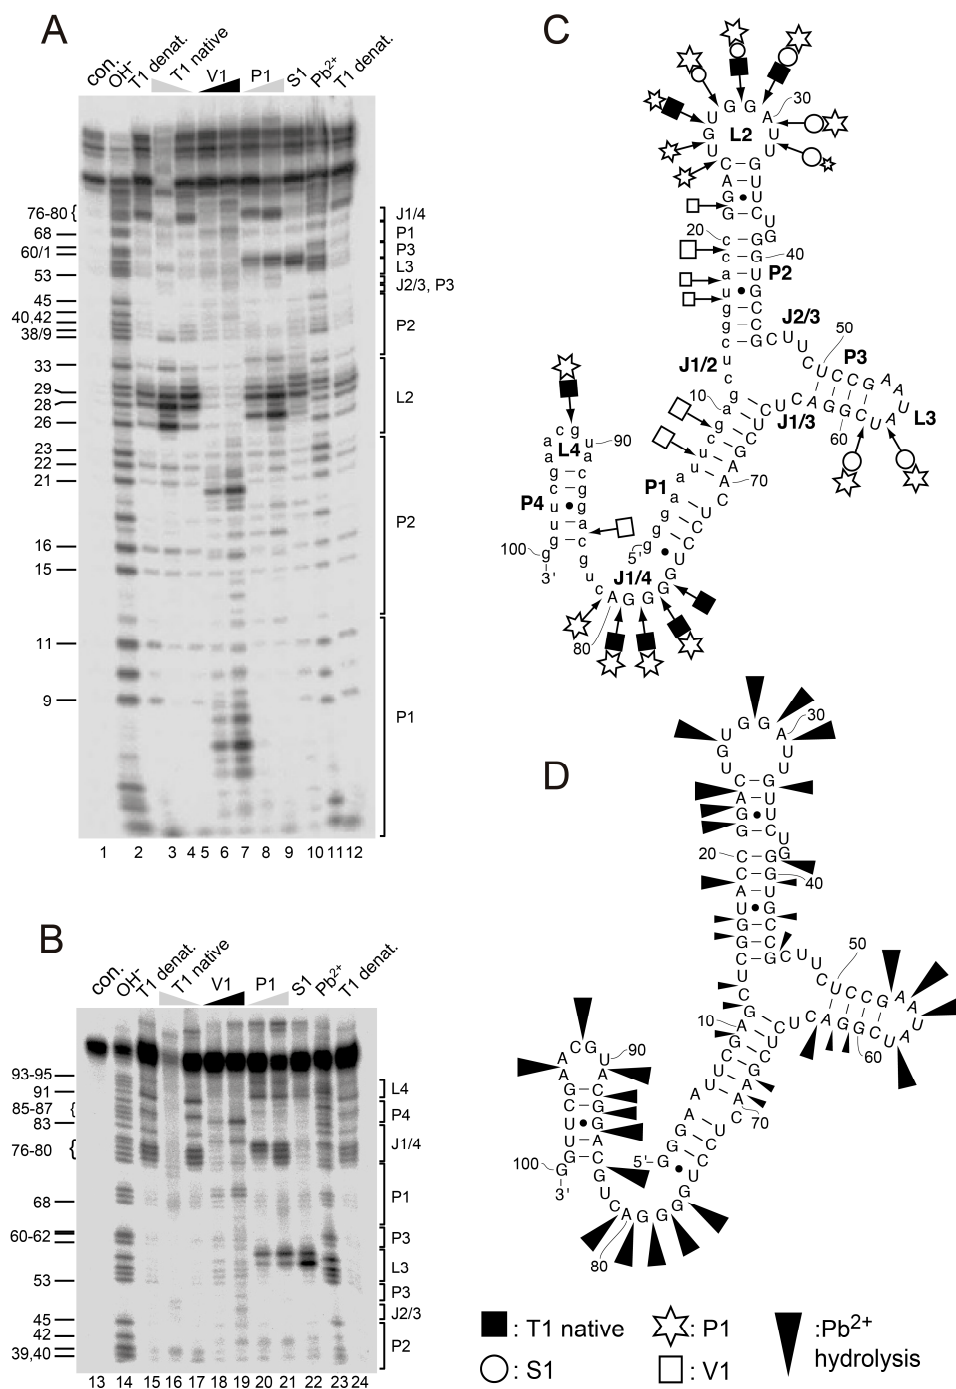 A
con.
OH⁻
T1 denat.
T1 native
V1
P1
S1
Pb²⁺
T1 denat.
76-80
68
60/1
53
45
40,42
38/9
33
29
28
26
23
22
21
16
15
11
9
J1/4
P1
P3
L3
J2/3, P3
P2
L2
P2
P1
1 2 3 4 5 6 7 8 9 10 11 12
B
con.
OH⁻
T1 denat.
T1 native
V1
P1
S1
Pb²⁺
T1 denat.
93-95
91
85-87
83
76-80
68
60-62
53
45
42
39,40
L4
P4
J1/4
P1
P3
L3
P3
J2/3
P2
13 14 15 16 17 18 19 20 21 22 23 24
C
30
L2
20
40
P2
J2/3
50
P3
J1/2
L3
10
J1/3
60
L4
90
P1
70
P4
100
5'
3'
J1/4
80
D
30
20
40
50
10
60
90
70
100
5'
3'
80
: T1 native
: P1
:Pb²⁺
hydrolysis
: S1
: V1